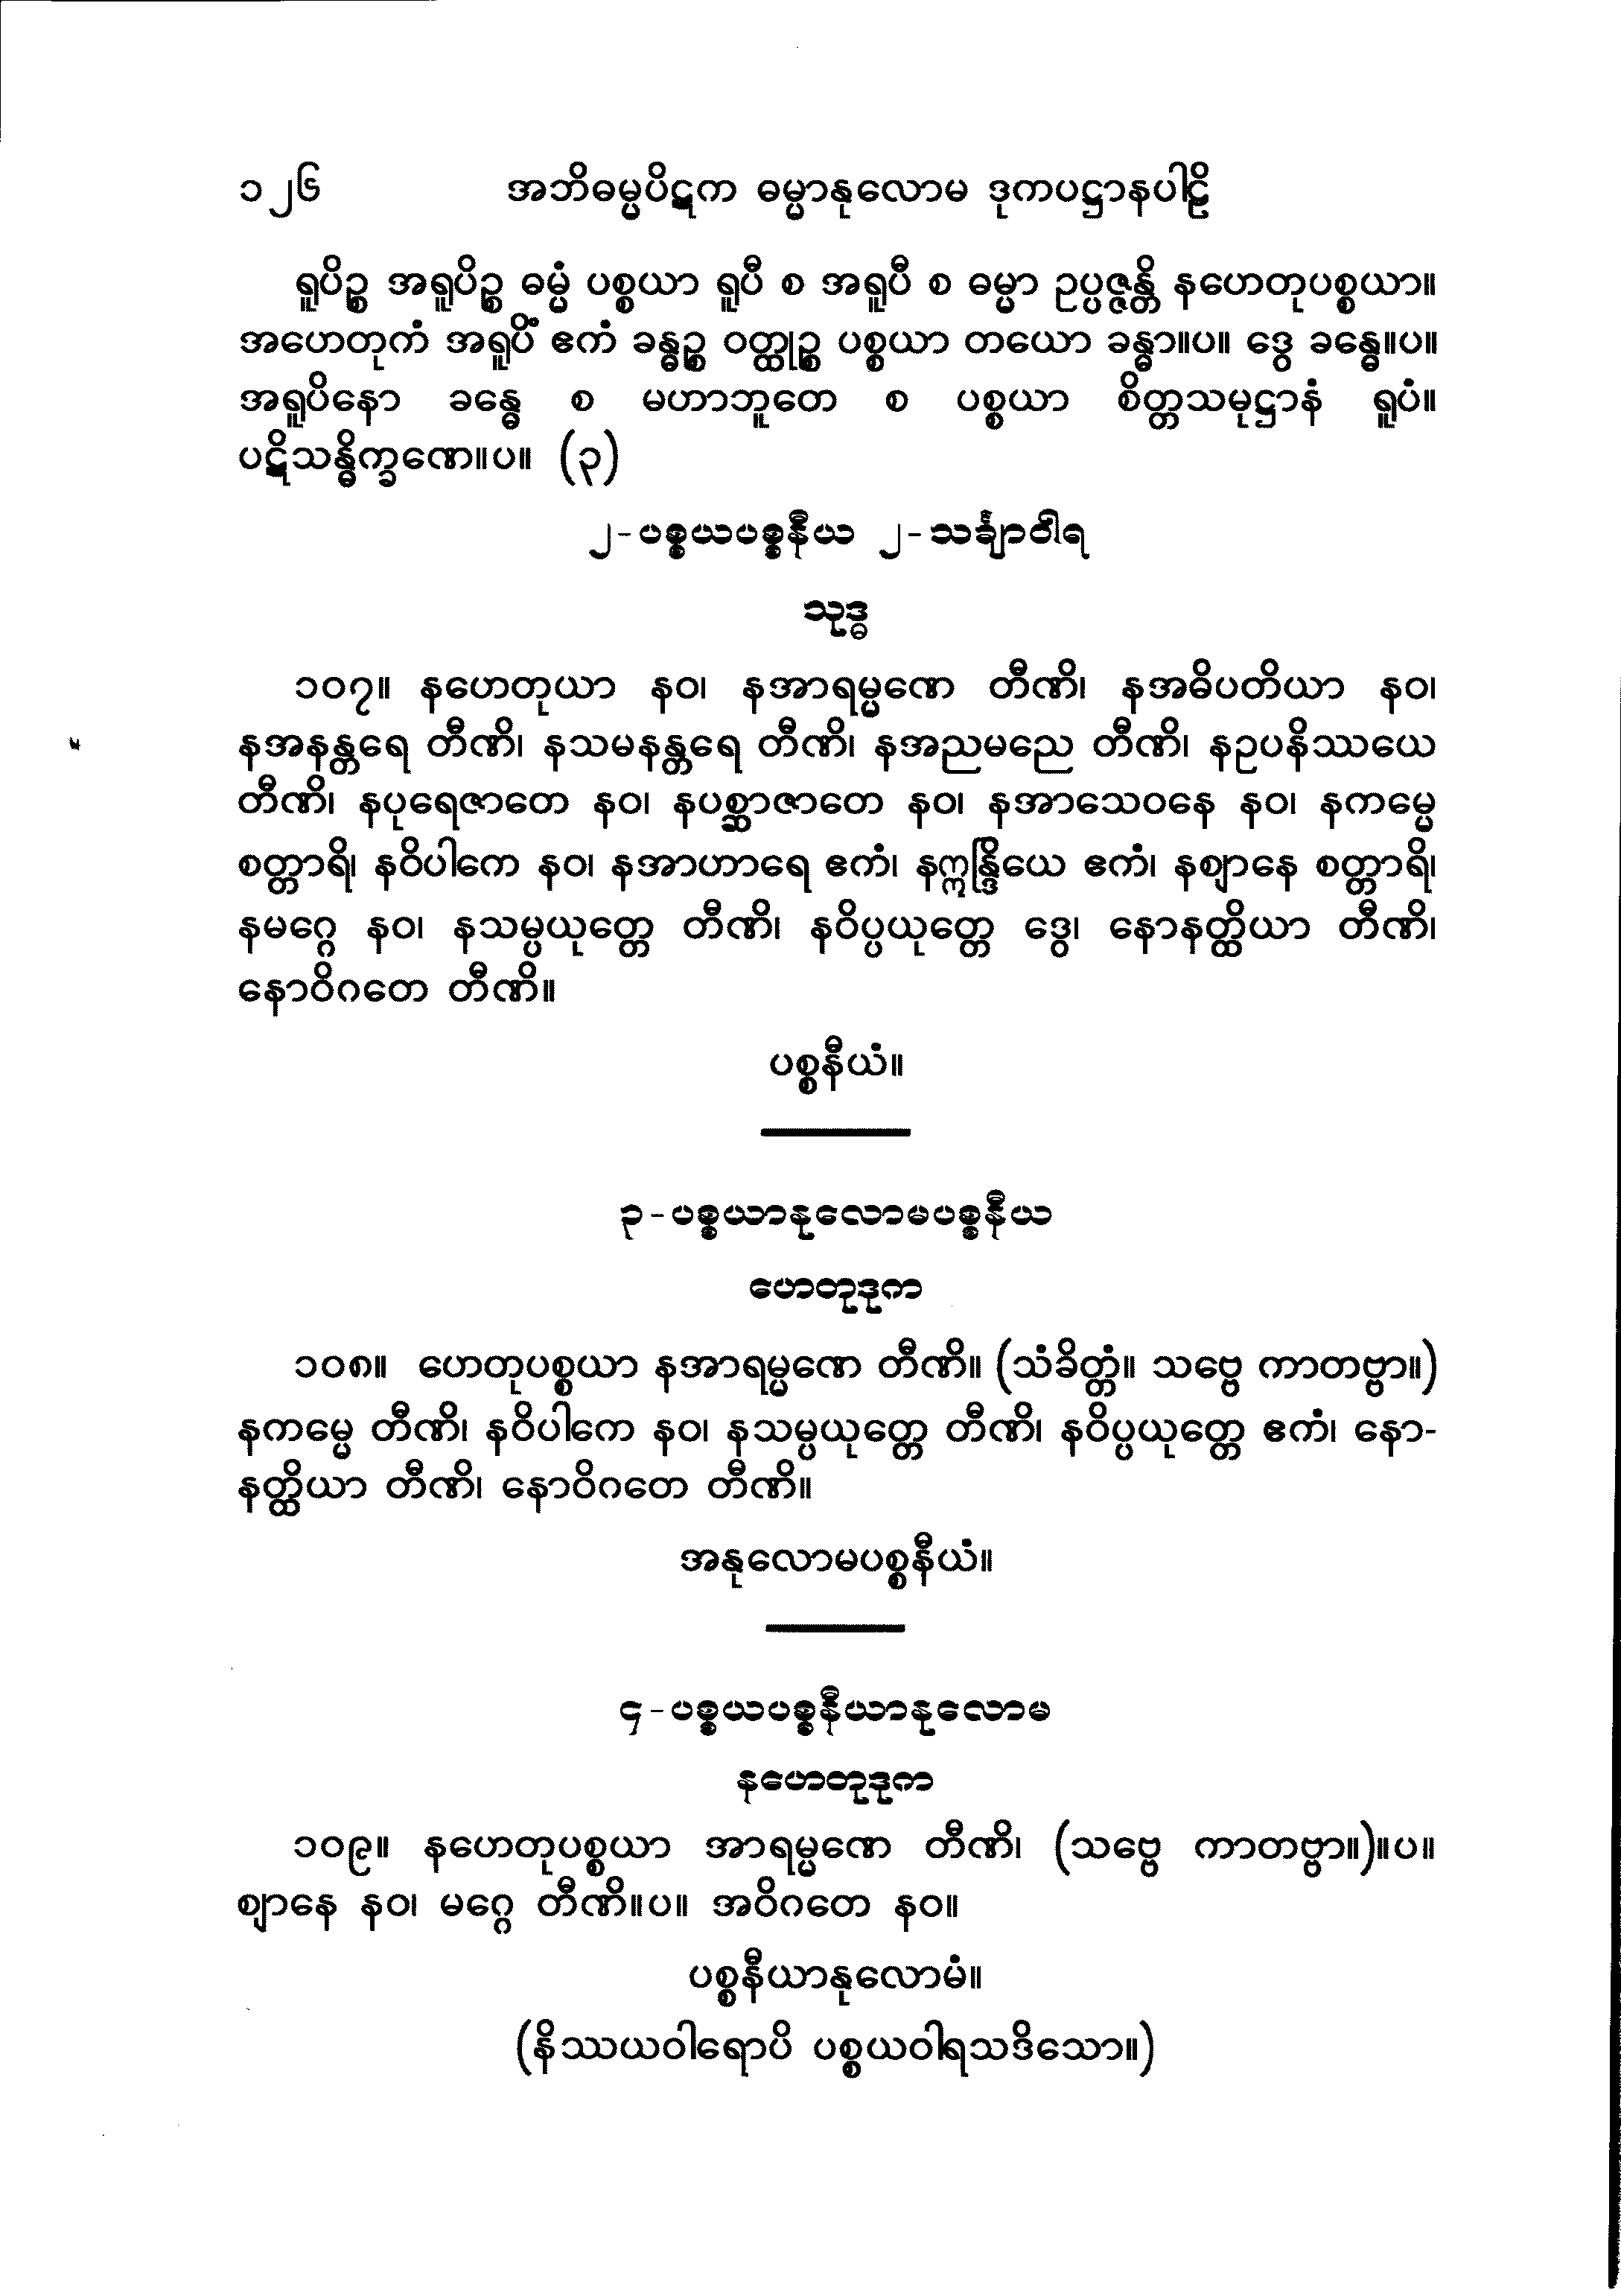 ၁၂၆ အဘိဓမ္မပိဋက ဓမ္မာနုလောမ ဒုကပဋ္ဌာနပါဠိ
ရူပိဉ္စ အရူပိဉ္စ ဓမ္မံ ပစ္စယာ ရူပီ စ အရူပီ စ ဓမ္မာ ဥပ္ပဇ္ဇန္တိ နဟေတုပစ္စယာ။
အဟေတုကံ အရူပိံ ဧကံ ခန္ဓဉ္စ ဝတ္ထုဉ္စ ပစ္စယာ တယော ခန္ဓာ။ပ။ ဒွေ ခန္ဓေ။ပ။
အရူပိနော ခန္ဓေ စ မဟာဘူတေ စ ပစ္စယာ စိတ္တသမုဋ္ဌာနံ ရူပံ။
ပဋိသန္ဓိက္ခဏေ။ပ။ (၃)
၂-ပစ္စယပစ္စနီယ ၂-သင်္ချာဝါရ
သုဒ္ဓ
၁၀၇။ နဟေတုယာ နဝ၊ နအာရမ္မဏေ တီဏိ၊ နအဓိပတိယာ နဝ၊
နအနန္တရေ တီဏိ၊ နသမနန္တရေ တီဏိ၊ နအညမညေ တီဏိ၊ နဥပနိဿယေ
တီဏိ၊ နပုရေဇာတေ နဝ၊ နပစ္ဆာဇာတေ နဝ၊ နအာသေဝနေ နဝ၊ နကမ္မေ
စတ္တာရိ၊ နဝိပါကေ နဝ၊ နအာဟာရေ ဧကံ၊ နဣန္ဒြိယေ ဧကံ၊ နဈာနေ စတ္တာရိ၊
နမဂ္ဂေ နဝ၊ နသမ္ပယုတ္တေ တီဏိ၊ နဝိပ္ပယုတ္တေ ဒွေ၊ နောနတ္ထိယာ တီဏိ၊
နောဝိဂတေ တီဏိ။
ပစ္စနီယံ။
၃-ပစ္စယာနုလောမပစ္စနီယ
ဟေတုဒုက
၁၀၈။ ဟေတုပစ္စယာ နအာရမ္မဏေ တီဏိ။ (သံခိတ္တံ။ သဗ္ဗေ ကာတဗ္ဗာ။)
နကမ္မေ တီဏိ၊ နဝိပါကေ နဝ၊ နသမ္ပယုတ္တေ တီဏိ၊ နဝိပ္ပယုတ္တေ ဧကံ၊ နော-
နတ္ထိယာ တီဏိ၊ နောဝိဂတေ တီဏိ။
အနုလောမပစ္စနီယံ။
၄-ပစ္စယပစ္စနီယာနုလောမ
နဟေတုဒုက
၁၀၉။ နဟေတုပစ္စယာ အာရမ္မဏေ တီဏိ၊ (သဗ္ဗေ ကာတဗ္ဗာ။)။ပ။
ဈာနေ နဝ၊ မဂ္ဂေ တီဏိ။ပ။ အဝိဂတေ နဝ။
ပစ္စနီယာနုလောမံ။
(နိဿယဝါရောပိ ပစ္စယဝါရသဒိသော။)